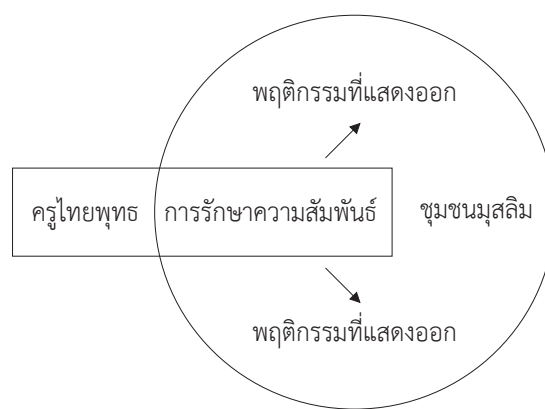 พฤติกรรมที่แสดงออก
ครูไทยพุทธ การรักษาความสัมพันธ์ ชุมชนมุสลิม
พฤติกรรมที่แสดงออก